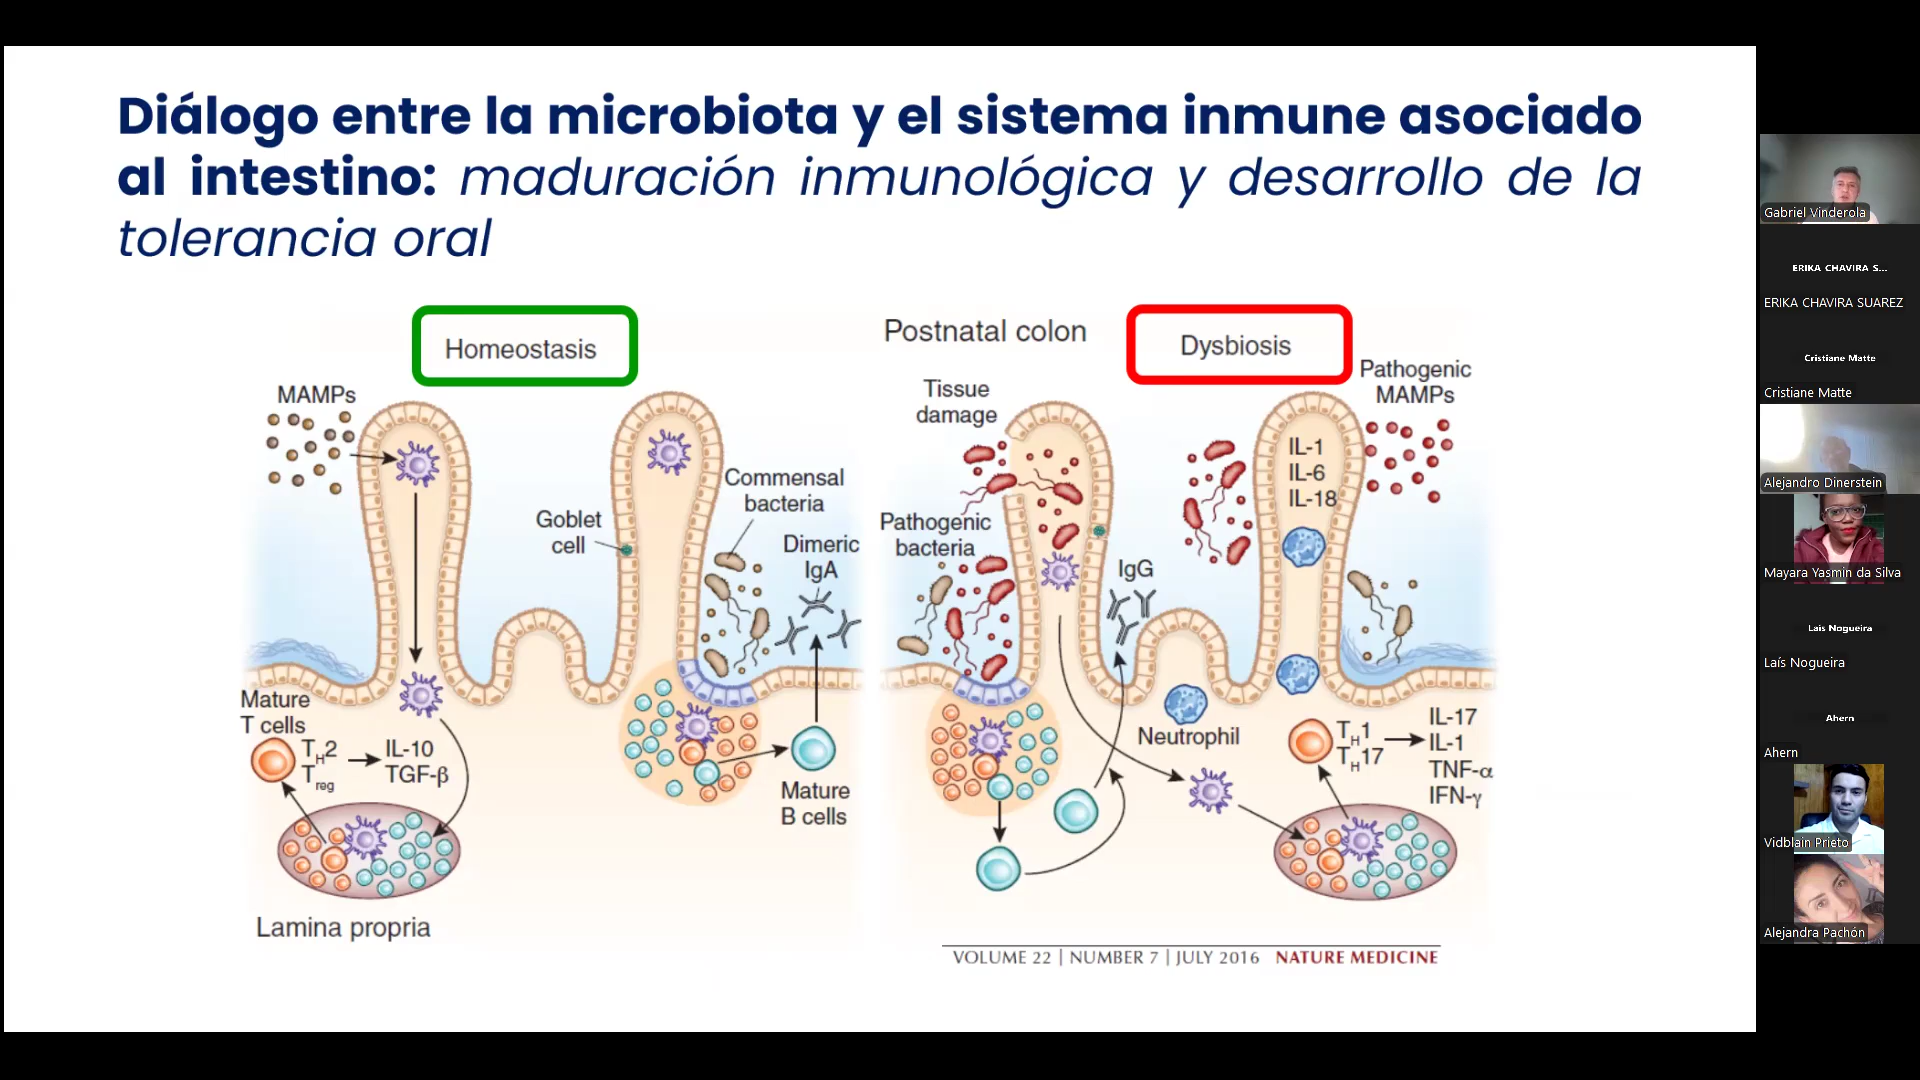 Diálogo entre la microbiota y el sistema inmune asociado
al intestino: maduración inmunológica y desarrollo de la
tolerancia oral
Homeostasis
MAMPs
Goblet
cell
Commensal
bacteria
Dimeric
IgA
Mature
T cells
TH2
Treg
IL-10
TGF-β
Mature
B cells
Lamina propria
Postnatal colon
Dysbiosis
Tissue
damage
Pathogenic
MAMPs
IL-1
IL-6
IL-18
Pathogenic
bacteria
IgG
Neutrophil
TH1
TH17
IL-17
IL-1
TNF-α
IFN-γ
VOLUME 22 | NUMBER 7 | JULY 2016 NATURE MEDICINE
Gabriel Vinderola
ERIKA CHAVIRA S...
ERIKA CHAVIRA SUAREZ
Cristiane Matte
Cristiane Matte
Alejandro Dinerstein
Mayara Yasmin da Silva
Laís Nogueira
Laís Nogueira
Ahern
Ahern
Vidblain Prieto
Alejandra Pachón